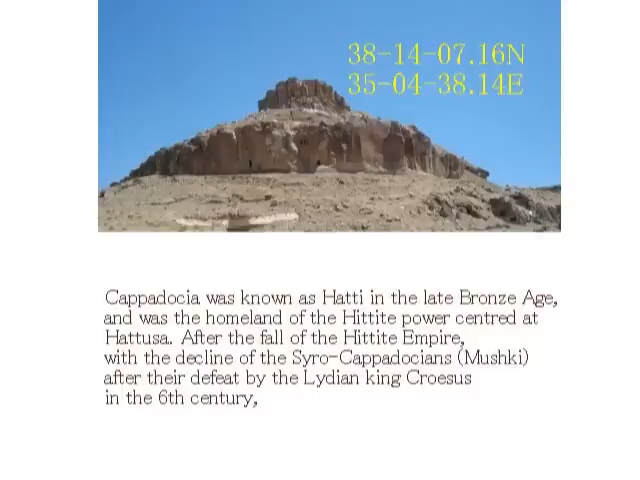 38-14-07.16N
35-04-38.14E
Cappadocia was known as Hatti in the late Bronze Age,
and was the homeland of the Hittite power centred at
Hattusa. After the fall of the Hittite Empire,
with the decline of the Syro-Cappadocians (Mushki)
after their defeat by the Lydian king Croesus
in the 6th century,